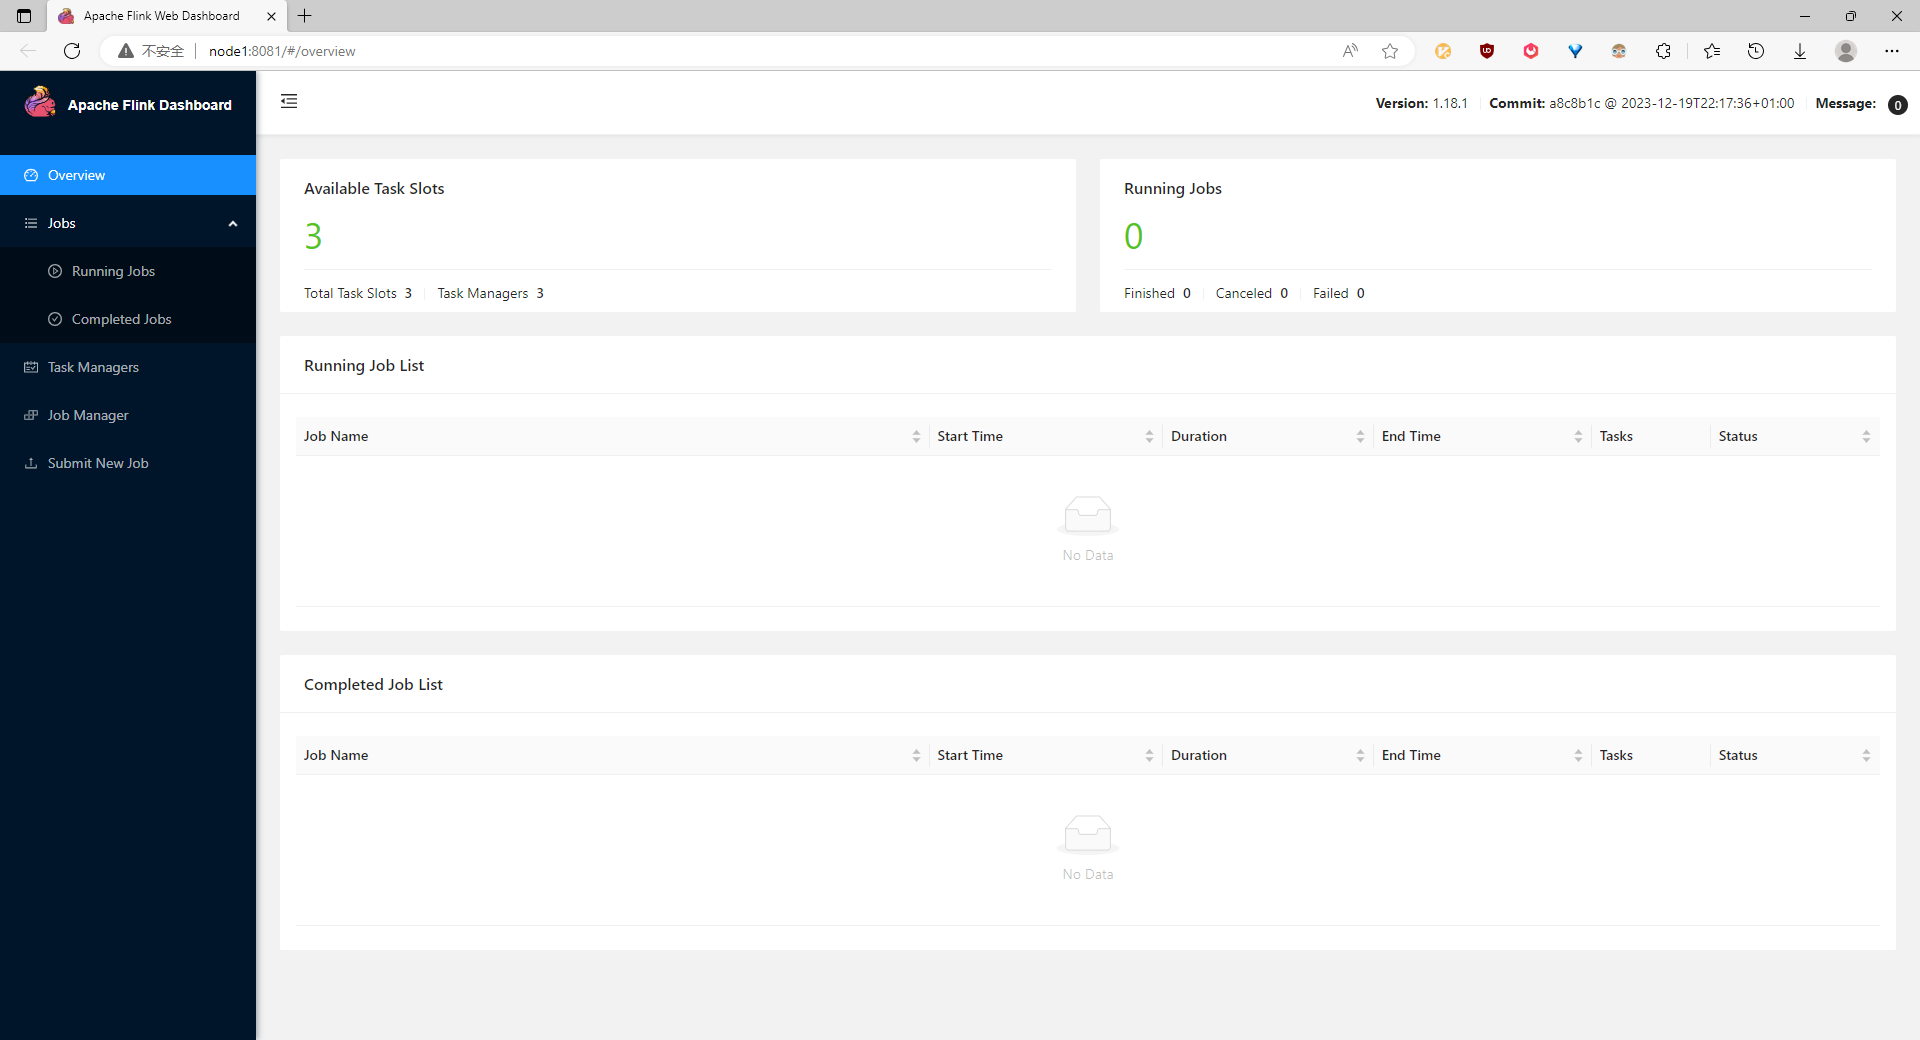 Apache Flink Web Dashboard
不安全
node1:8081/#/overview
Apache Flink Dashboard
Version: 1.18.1 Commit: a8c8b1c @ 2023-12-19T22:17:36+01:00 Message: 0
Overview
Jobs
Running Jobs
Completed Jobs
Task Managers
Job Manager
Submit New Job
Available Task Slots
3
Total Task Slots 3 Task Managers 3
Running Jobs
0
Finished 0 Canceled 0 Failed 0
Running Job List
Job Name Start Time Duration End Time Tasks Status
No Data
Completed Job List
Job Name Start Time Duration End Time Tasks Status
No Data